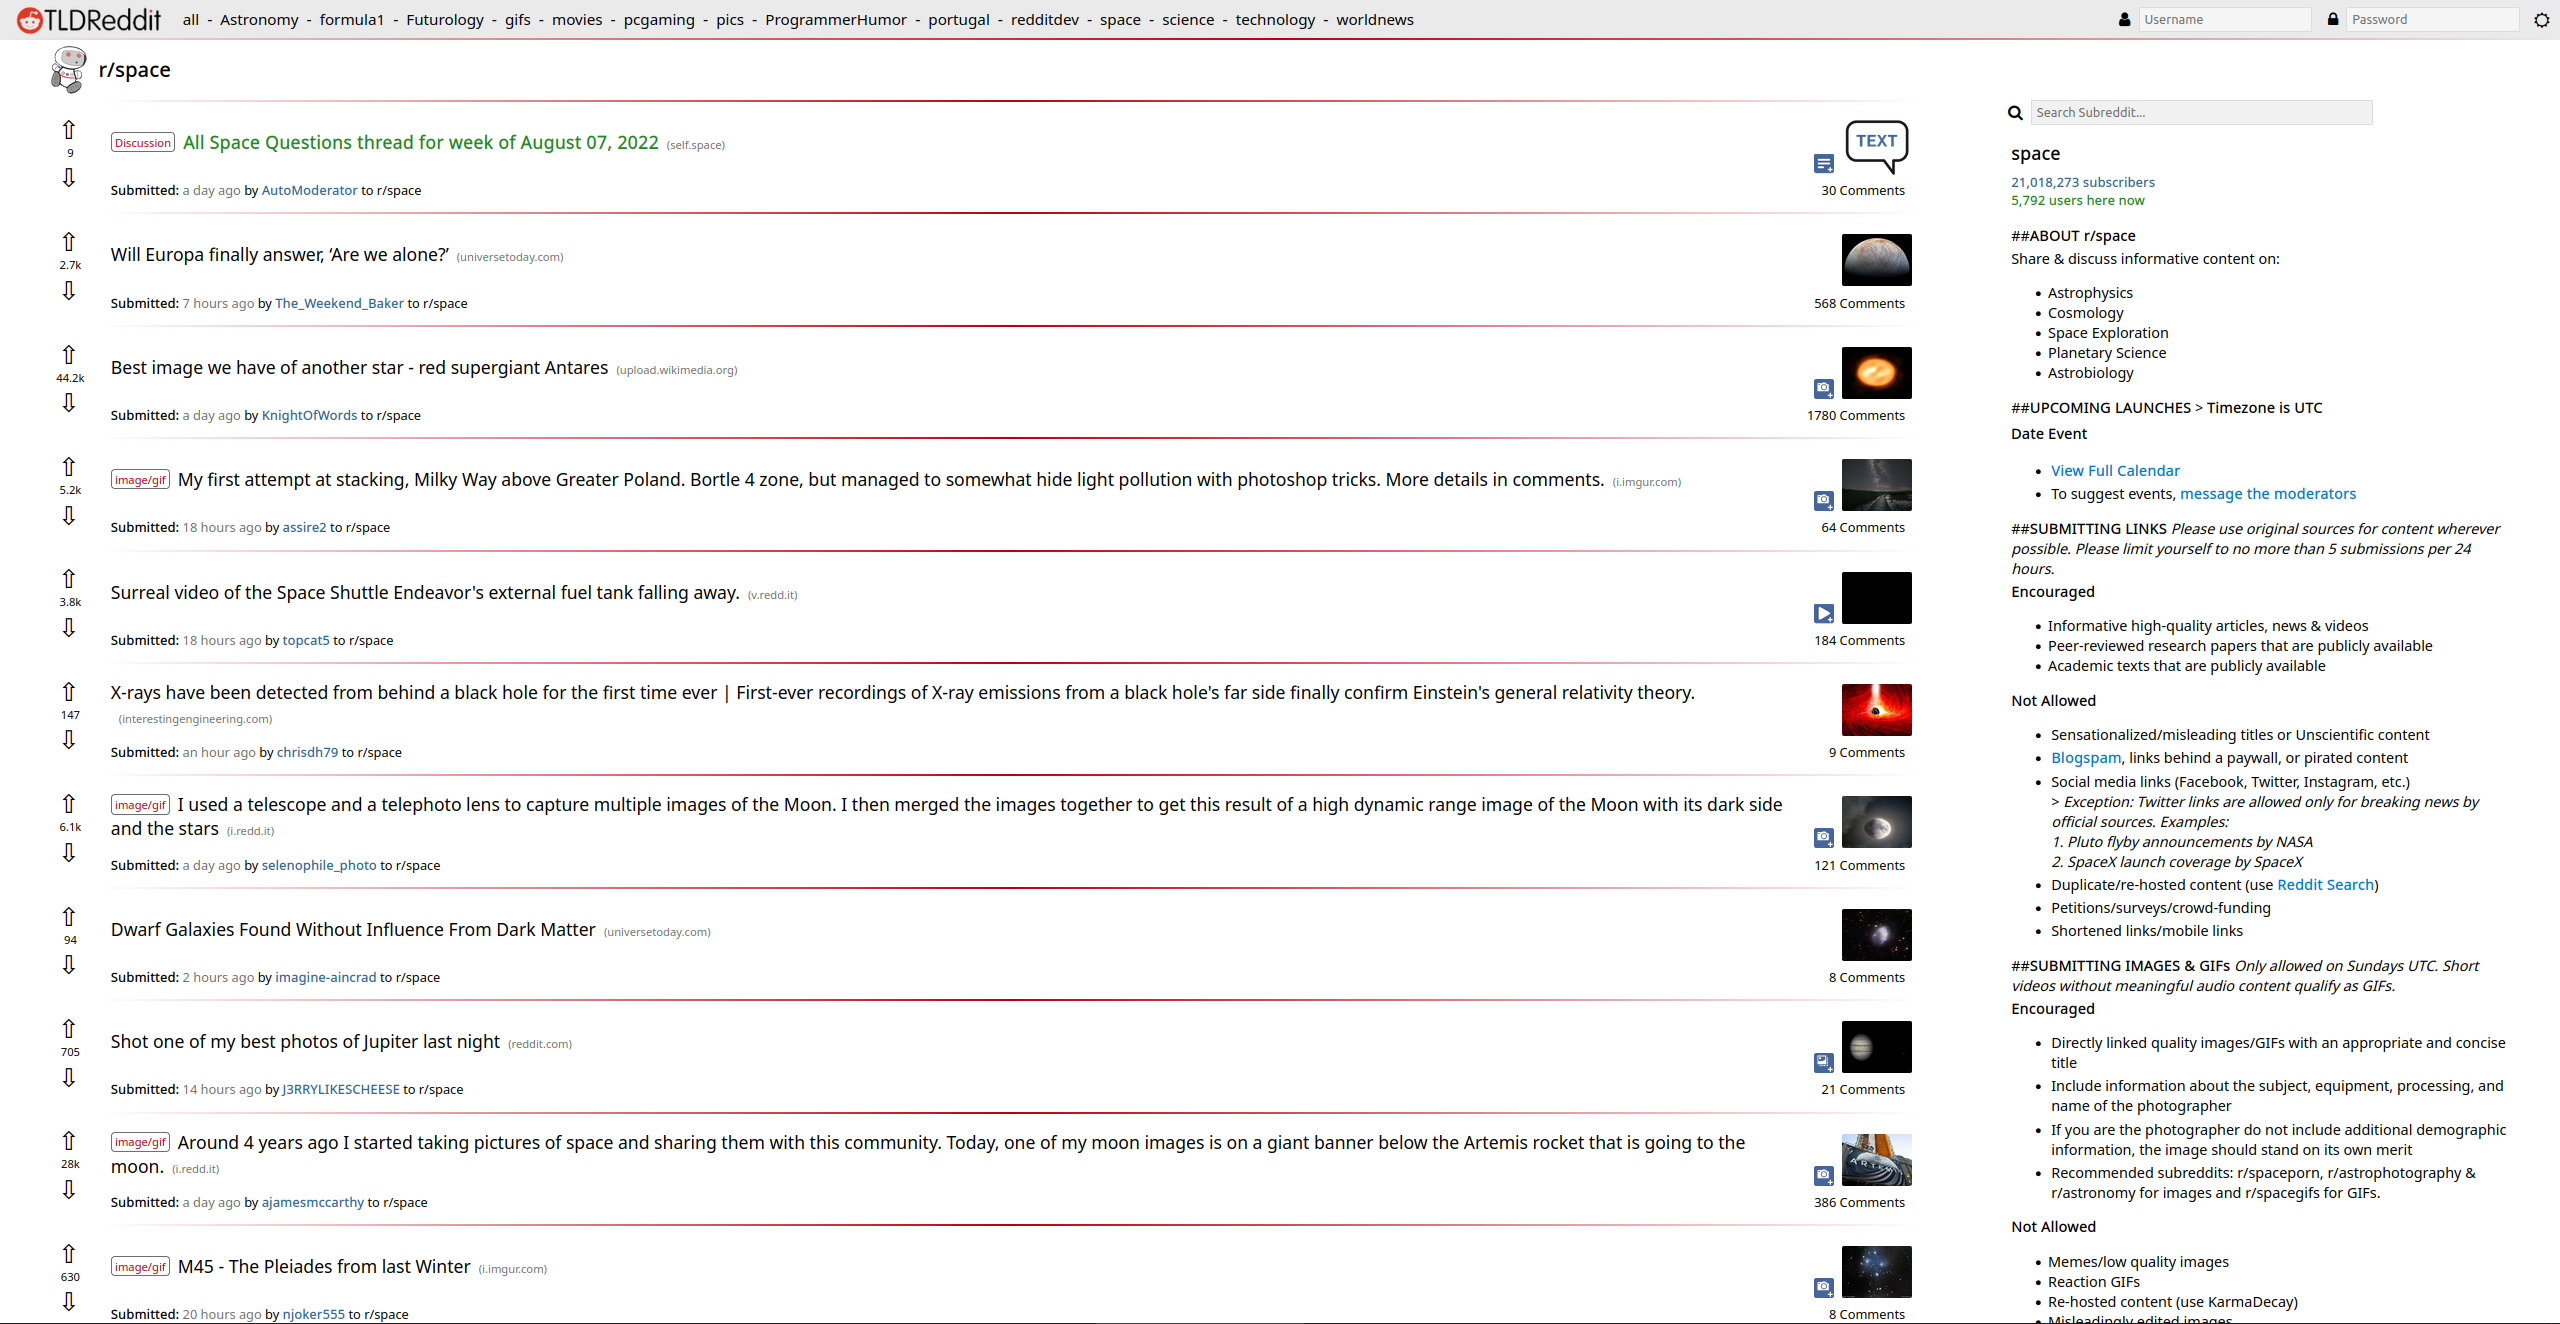 TLDReddit all - Astronomy - formula1 - Futurology - gifs - movies - pcgaming - pics - ProgrammerHumor - portugal - redditdev - space - science - technology - worldnews Username Password
r/space
9
Discussion All Space Questions thread for week of August 07, 2022 (self.space)
TEXT
Submitted: a day ago by AutoModerator to r/space
30 Comments
2.7k
Will Europa finally answer, ‘Are we alone?’ (universetoday.com)
Submitted: 7 hours ago by The_Weekend_Baker to r/space
568 Comments
44.2k
Best image we have of another star - red supergiant Antares (upload.wikimedia.org)
Submitted: a day ago by KnightOfWords to r/space
1780 Comments
5.2k
image/gif My first attempt at stacking, Milky Way above Greater Poland. Bortle 4 zone, but managed to somewhat hide light pollution with photoshop tricks. More details in comments. (i.imgur.com)
Submitted: 18 hours ago by assire2 to r/space
64 Comments
3.8k
Surreal video of the Space Shuttle Endeavor's external fuel tank falling away. (v.redd.it)
Submitted: 18 hours ago by topcat5 to r/space
184 Comments
147
X-rays have been detected from behind a black hole for the first time ever | First-ever recordings of X-ray emissions from a black hole's far side finally confirm Einstein's general relativity theory.
(interestingengineering.com)
Submitted: an hour ago by chrisdh79 to r/space
9 Comments
6.1k
image/gif I used a telescope and a telephoto lens to capture multiple images of the Moon. I then merged the images together to get this result of a high dynamic range image of the Moon with its dark side
and the stars (i.redd.it)
Submitted: a day ago by selenophile_photo to r/space
121 Comments
94
Dwarf Galaxies Found Without Influence From Dark Matter (universetoday.com)
Submitted: 2 hours ago by imagine-aincrad to r/space
8 Comments
705
Shot one of my best photos of Jupiter last night (reddit.com)
Submitted: 14 hours ago by J3RRYLIKESCHEESE to r/space
21 Comments
28k
image/gif Around 4 years ago I started taking pictures of space and sharing them with this community. Today, one of my moon images is on a giant banner below the Artemis rocket that is going to the
moon. (i.redd.it)
Submitted: a day ago by ajamesmccarthy to r/space
386 Comments
630
image/gif M45 - The Pleiades from last Winter (i.imgur.com)
Submitted: 20 hours ago by njoker555 to r/space
8 Comments
Search Subreddit...
space
21,018,273 subscribers
5,792 users here now
##ABOUT r/space
Share & discuss informative content on:
• Astrophysics
• Cosmology
• Space Exploration
• Planetary Science
• Astrobiology
##UPCOMING LAUNCHES > Timezone is UTC
Date Event
• View Full Calendar
• To suggest events, message the moderators
##SUBMITTING LINKS Please use original sources for content wherever
possible. Please limit yourself to no more than 5 submissions per 24
hours.
Encouraged
• Informative high-quality articles, news & videos
• Peer-reviewed research papers that are publicly available
• Academic texts that are publicly available
Not Allowed
• Sensationalized/misleading titles or Unscientific content
• Blogspam, links behind a paywall, or pirated content
• Social media links (Facebook, Twitter, Instagram, etc.)
> Exception: Twitter links are allowed only for breaking news by
official sources. Examples:
1. Pluto flyby announcements by NASA
2. SpaceX launch coverage by SpaceX
• Duplicate/re-hosted content (use Reddit Search)
• Petitions/surveys/crowd-funding
• Shortened links/mobile links
##SUBMITTING IMAGES & GIFs Only allowed on Sundays UTC. Short
videos without meaningful audio content qualify as GIFs.
Encouraged
• Directly linked quality images/GIFs with an appropriate and concise
title
• Include information about the subject, equipment, processing, and
name of the photographer
• If you are the photographer do not include additional demographic
information, the image should stand on its own merit
• Recommended subreddits: r/spaceporn, r/astrophotography &
r/astronomy for images and r/spacegifs for GIFs.
Not Allowed
• Memes/low quality images
• Reaction GIFs
• Re-hosted content (use KarmaDecay)
• Misleadingly edited images